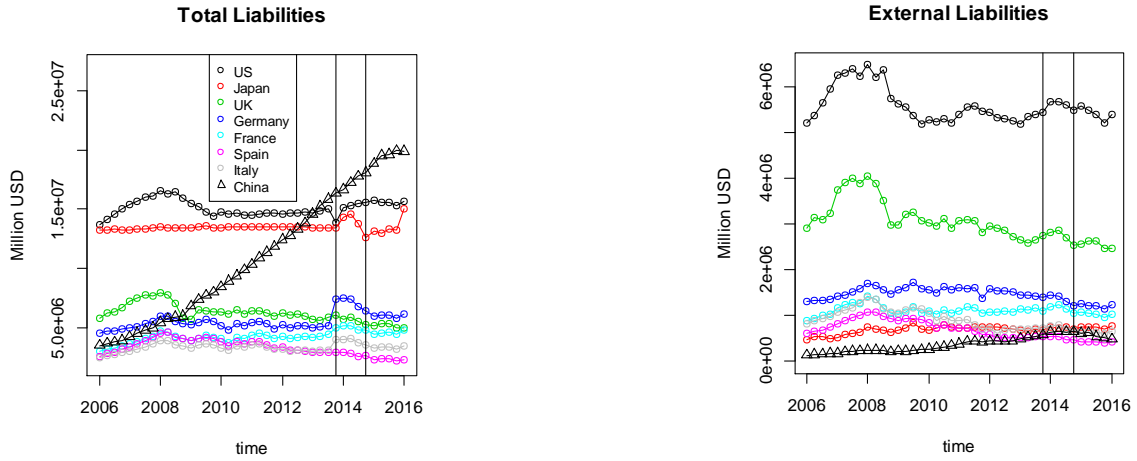 Total Liabilities
Million USD
2.5e+07
1.5e+07
5.0e+06
US
Japan
UK
Germany
France
Spain
Italy
China
2006 2008 2010 2012 2014 2016
time
External Liabilities
Million USD
6e+06
4e+06
2e+06
0e+00
2006 2008 2010 2012 2014 2016
time